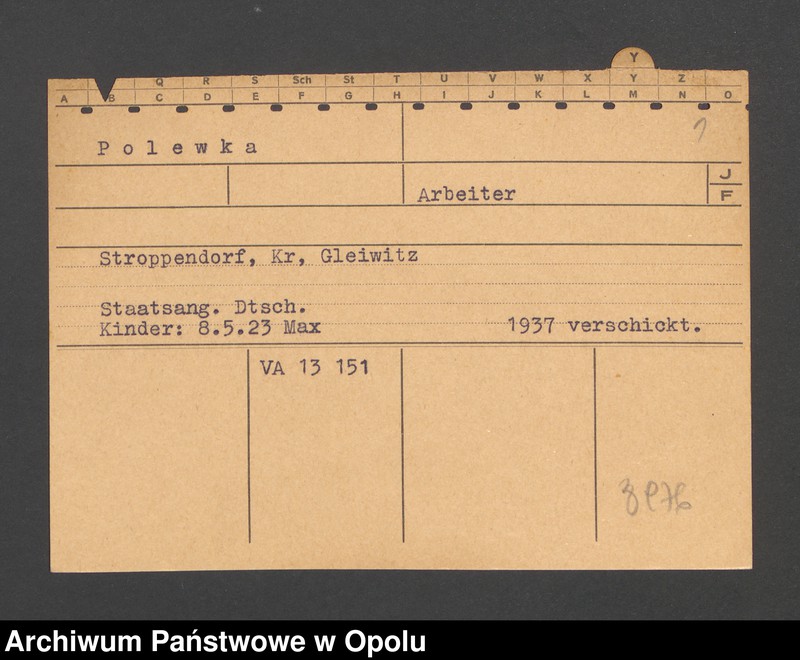 Y
Q R S Sch St T U V W X Y Z
A B C D E F G H I J K L M N O
Polewka
Arbeiter
J
F
Stroppendorf, Kr, Gleiwitz
Staatsang. Dtsch.
Kinder: 8.5.23 Max 1937 verschickt.
VA 13 151
Archiwum Państwowe w Opolu